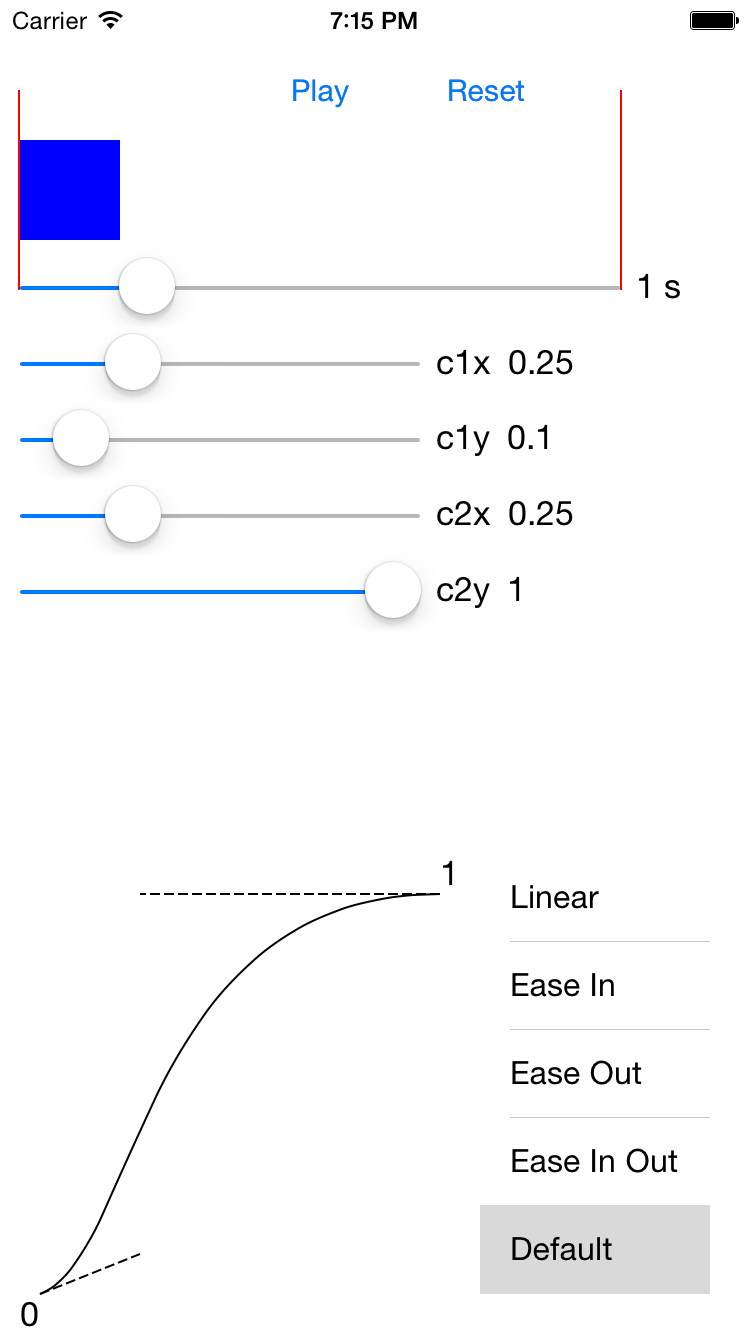 Carrier 7:15 PM
Play Reset
1 s
c1x 0.25
c1y 0.1
c2x 0.25
c2y 1
1
Linear
Ease In
Ease Out
Ease In Out
Default
0